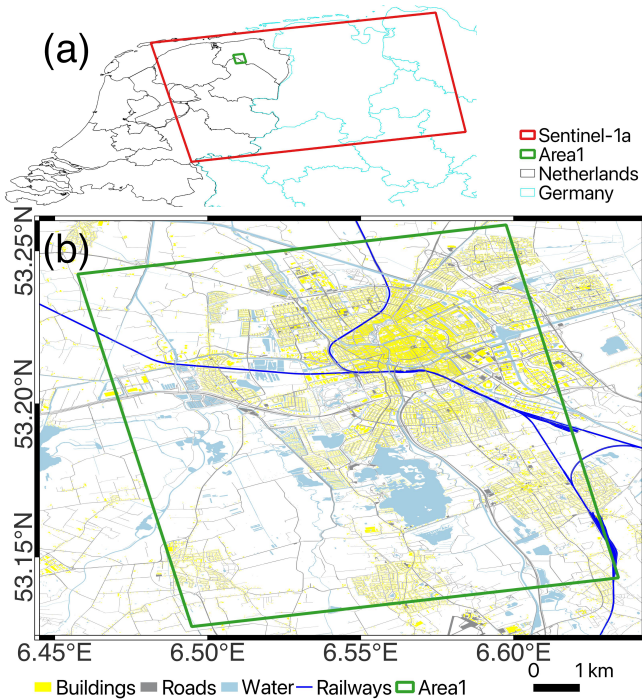 (a)
Sentinel-1a
Area1
Netherlands
Germany
(b)
53.25°N
53.20°N
53.15°N
6.45°E
6.50°E
6.55°E
6.60°E
0 1 km
Buildings Roads Water Railways Area1